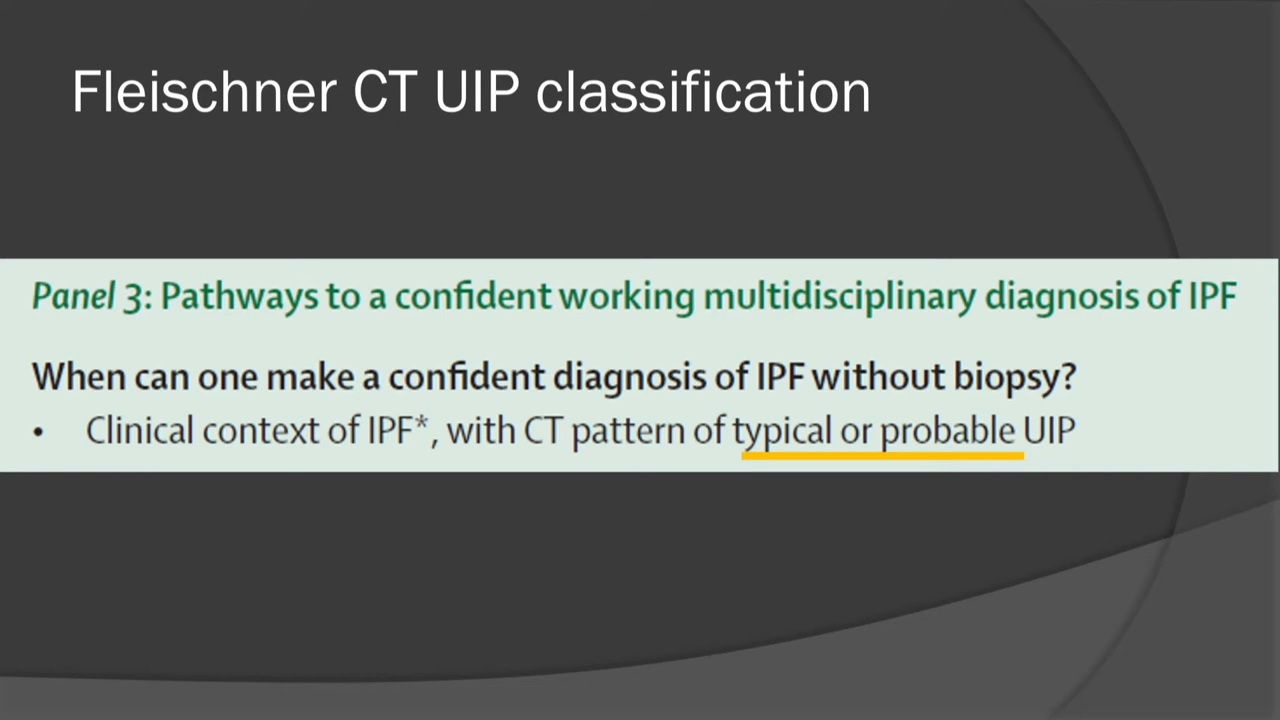 Fleischner CT UIP classification
Panel 3: Pathways to a confident working multidisciplinary diagnosis of IPF
When can one make a confident diagnosis of IPF without biopsy?
• Clinical context of IPF*, with CT pattern of typical or probable UIP